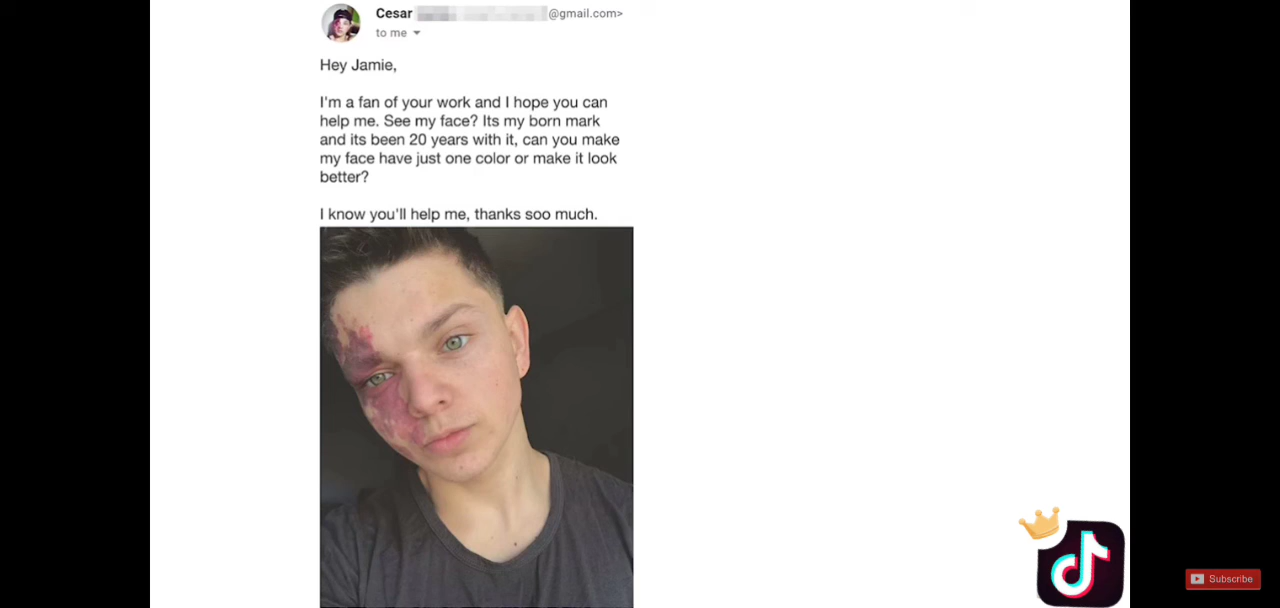 Cesar @gmail.com>
to me
Hey Jamie,
I'm a fan of your work and I hope you can
help me. See my face? Its my born mark
and its been 20 years with it, can you make
my face have just one color or make it look
better?
I know you'll help me, thanks soo much.
Subscribe